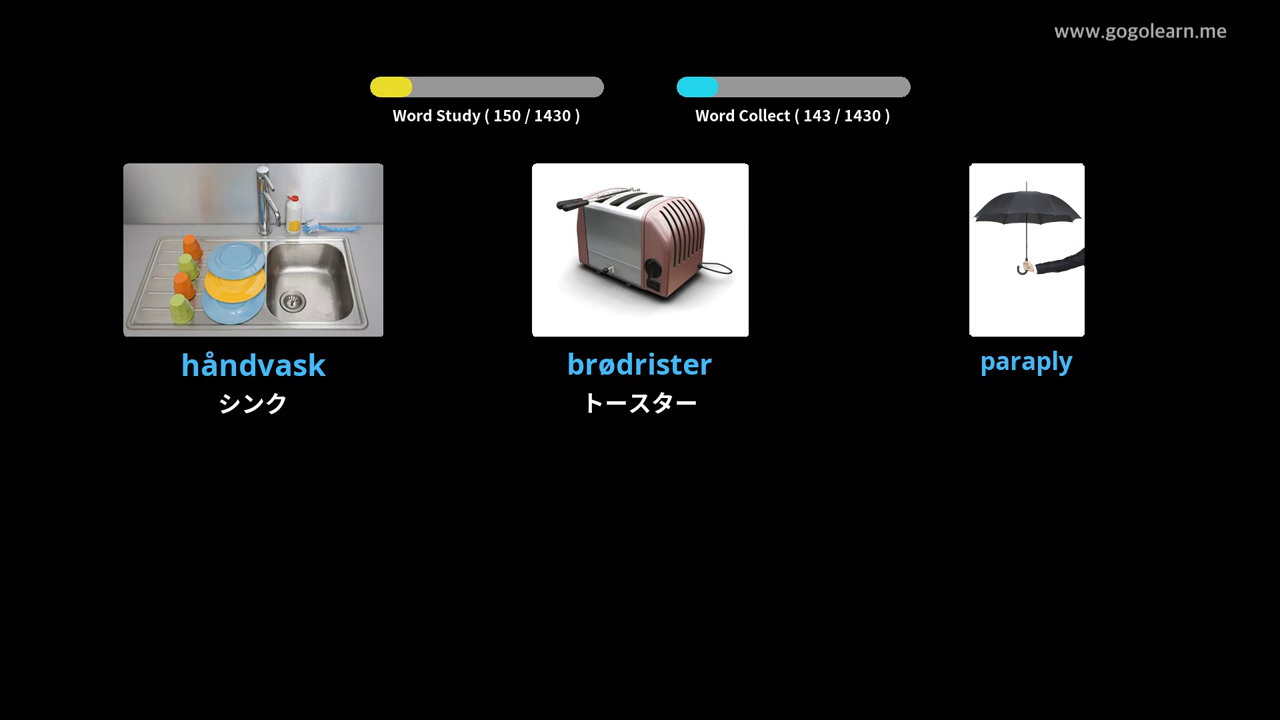 www.gogolearn.me
Word Study ( 150 / 1430 )
Word Collect ( 143 / 1430 )
håndvask
brødrister
paraply
シンク
トースター